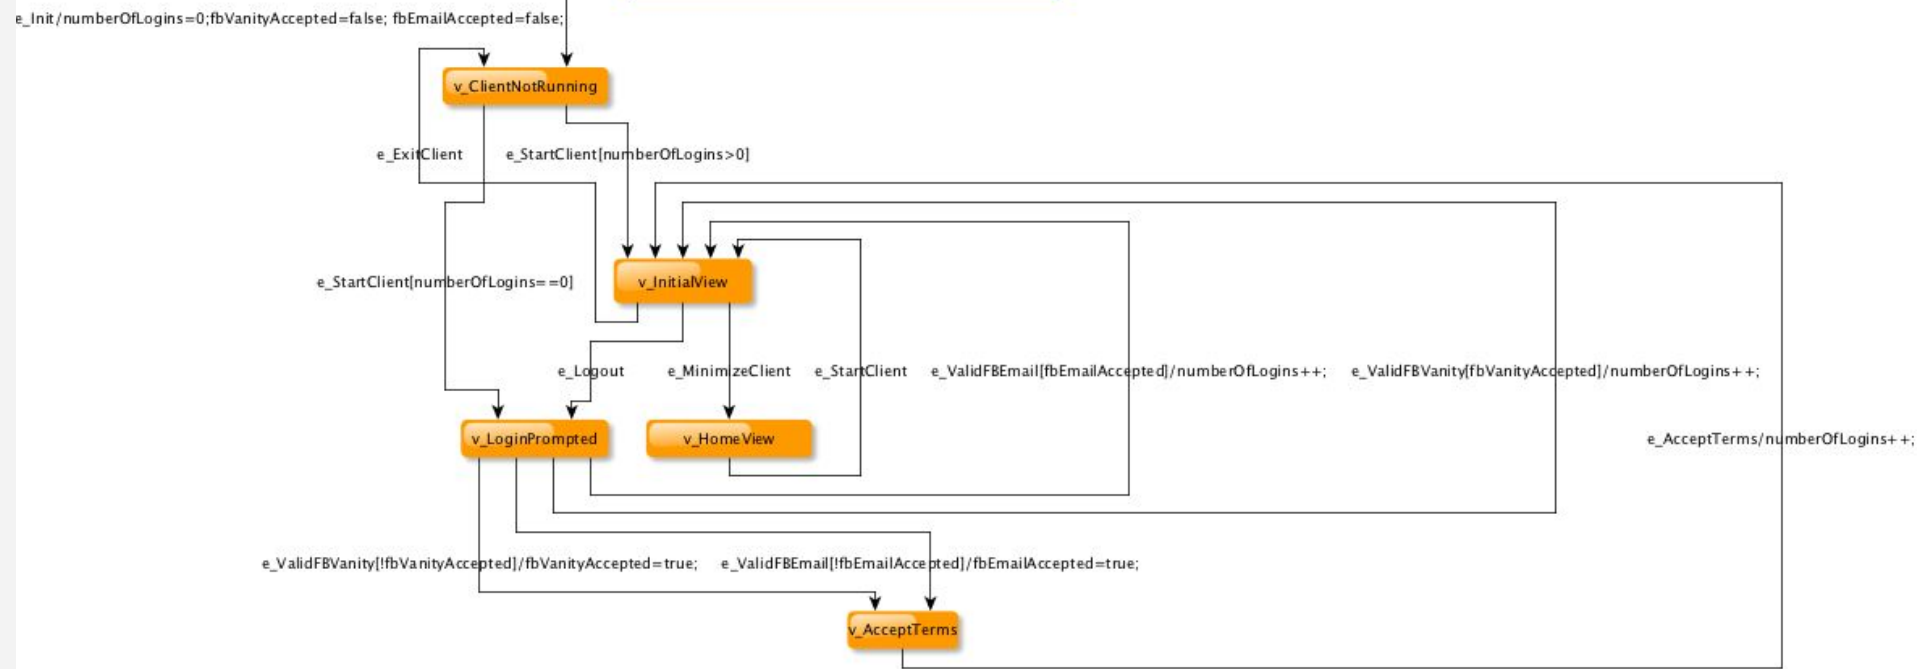 e_Init/numberOfLogins=0;fbVanityAccepted=false; fbEmailAccepted=false;
v_ClientNotRunning
e_ExitClient
e_StartClient[numberOfLogins>0]
v_InitialView
e_StartClient[numberOfLogins==0]
e_Logout
e_MinimizeClient
e_StartClient
e_ValidFBEmail[fbEmailAccepted]/numberOfLogins++;
e_ValidFBVanity[fbVanityAccepted]/numberOfLogins++;
v_LoginPrompted
v_HomeView
e_AcceptTerms/numberOfLogins++;
e_ValidFBVanity[!fbVanityAccepted]/fbVanityAccepted=true;
e_ValidFBEmail[!fbEmailAccepted]/fbEmailAccepted=true;
v_AcceptTerms